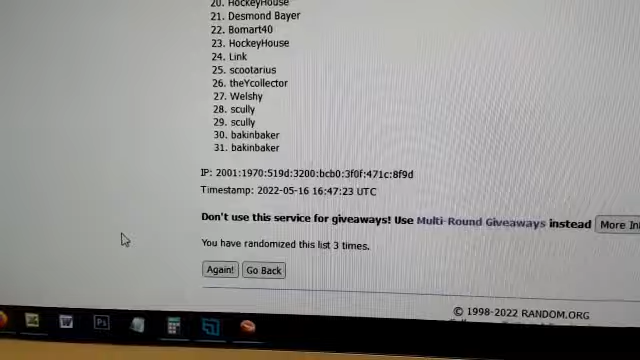 20. HockeyHouse
21. Desmond Bayer
22. Bomart40
23. HockeyHouse
24. Link
25. scootarius
26. theYcollector
27. Welshy
28. scully
29. scully
30. bakinbaker
31. bakinbaker
IP: 2001:1970:519d:3200:bcb0:3f0f:471c:8f9d
Timestamp: 2022-05-16 16:47:23 UTC
Don't use this service for giveaways! Use Multi-Round Giveaways instead More In
You have randomized this list 3 times.
Again! Go Back
© 1998-2022 RANDOM.ORG